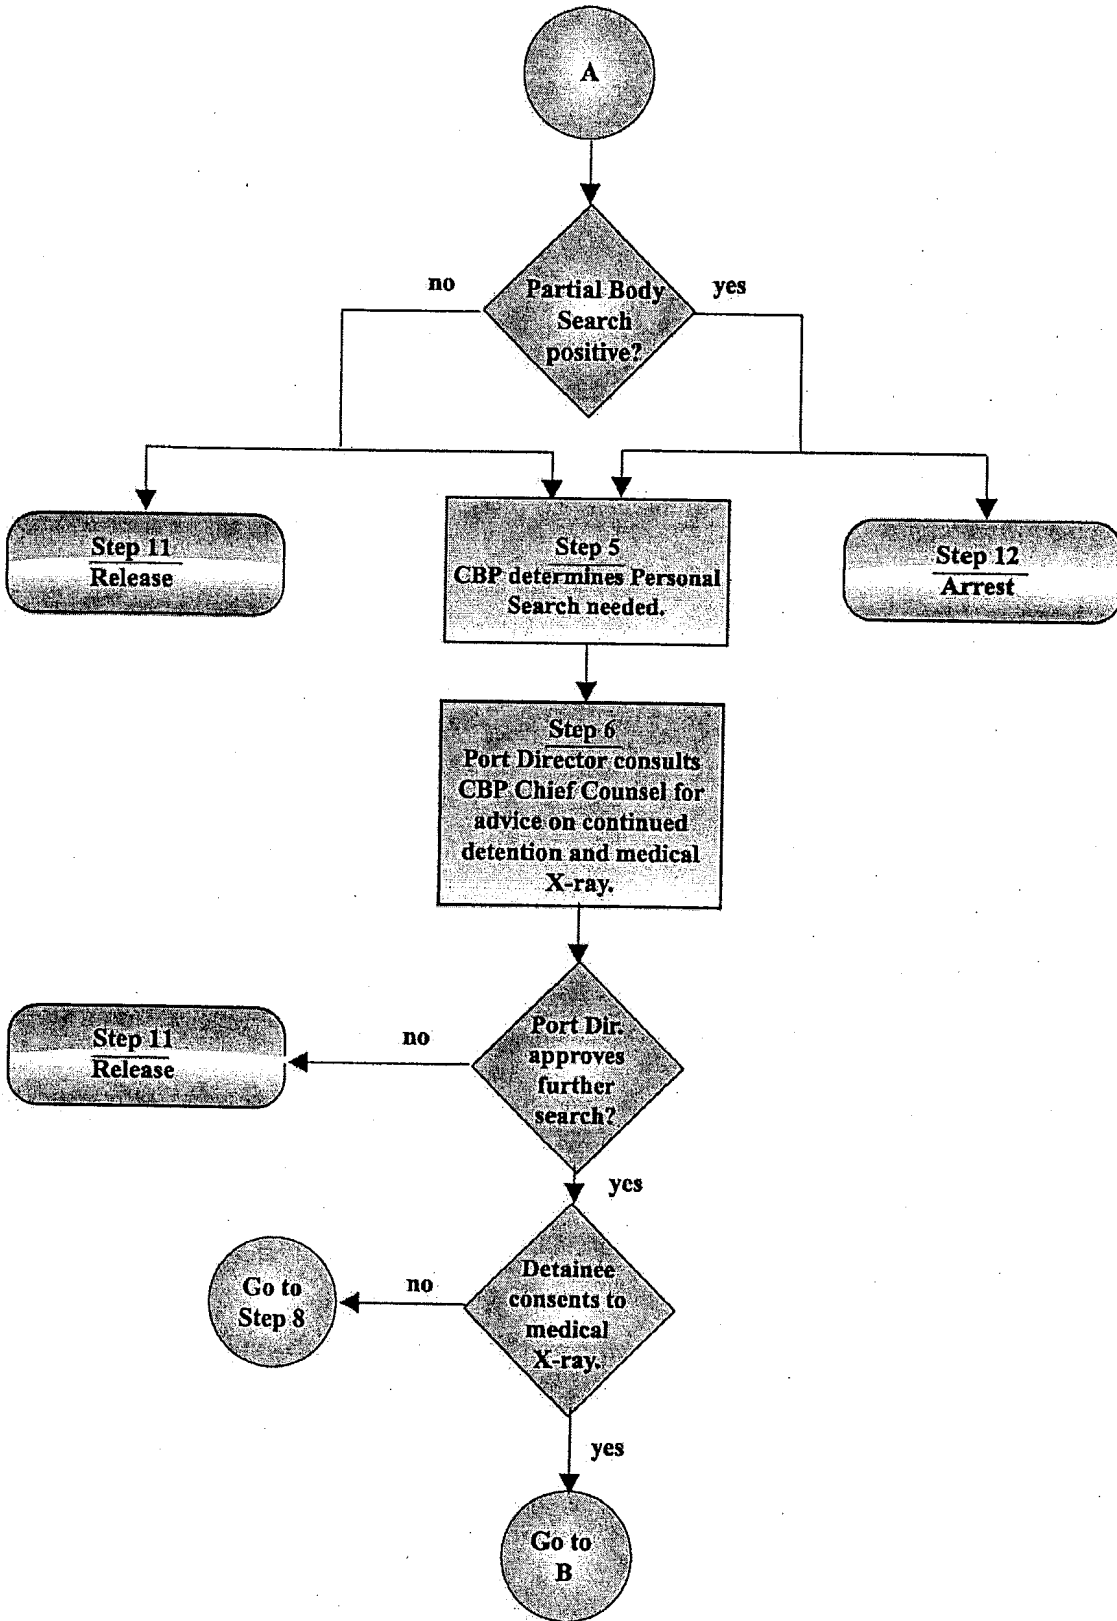 A
no
yes
Partial Body
Search
positive?
Step 11
Release
Step 5
CBP determines Personal
Search needed.
Step 12
Arrest
Step 6
Port Director consults
CBP Chief Counsel for
advice on continued
detention and medical
X-ray.
Step 11
Release
no
Port Dir.
approves
further
search?
yes
Go to
Step 8
no
Detainee
consents to
medical
X-ray.
yes
Go to
B